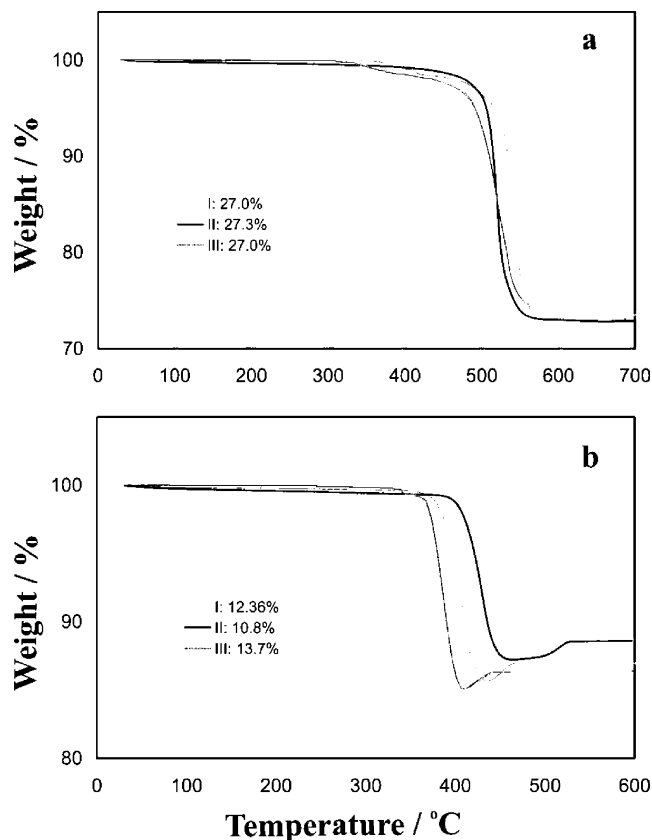 a
100
90
80
70
Weight / %
I: 27.0%
II: 27.3%
III: 27.0%
0 100 200 300 400 500 600 700
b
100
90
80
Weight / %
I: 12.36%
II: 10.8%
III: 13.7%
0 100 200 300 400 500 600
Temperature / °C